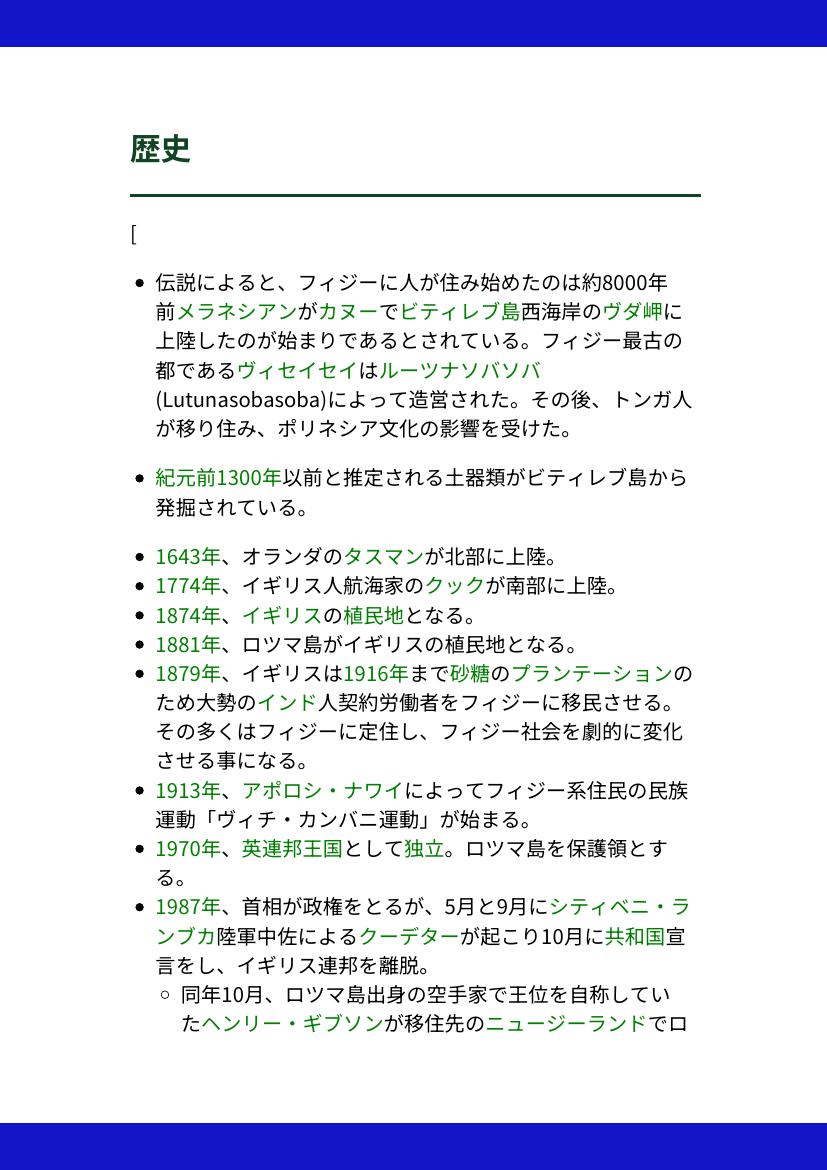 歴史
[
• 伝説によると、フィジーに人が住み始めたのは約8000年
前メラネシアンがカヌーでビティレブ島西海岸のヴダ岬に
上陸したのが始まりであるとされている。フィジー最古の
都であるヴィセイセイはルーツナソバソバ
(Lutunasobasoba)によって造営された。その後、トンガ人
が移り住み、ポリネシア文化の影響を受けた。
• 紀元前1300年以前と推定される土器類がビティレブ島から
発掘されている。
• 1643年、オランダのタスマンが北部に上陸。
• 1774年、イギリス人航海家のクックが南部に上陸。
• 1874年、イギリスの植民地となる。
• 1881年、ロツマ島がイギリスの植民地となる。
• 1879年、イギリスは1916年まで砂糖のプランテーションの
ため大勢のインド人契約労働者をフィジーに移民させる。
その多くはフィジーに定住し、フィジー社会を劇的に変化
させる事になる。
• 1913年、アポロシ・ナワイによってフィジー系住民の民族
運動「ヴィチ・カンバニ運動」が始まる。
• 1970年、英連邦王国として独立。ロツマ島を保護領とす
る。
• 1987年、首相が政権をとるが、5月と9月にシティベニ・ラ
ンブカ陸軍中佐によるクーデターが起こり10月に共和国宣
言をし、イギリス連邦を離脱。
◦ 同年10月、ロツマ島出身の空手家で王位を自称してい
たヘンリー・ギブソンが移住先のニュージーランドでロ